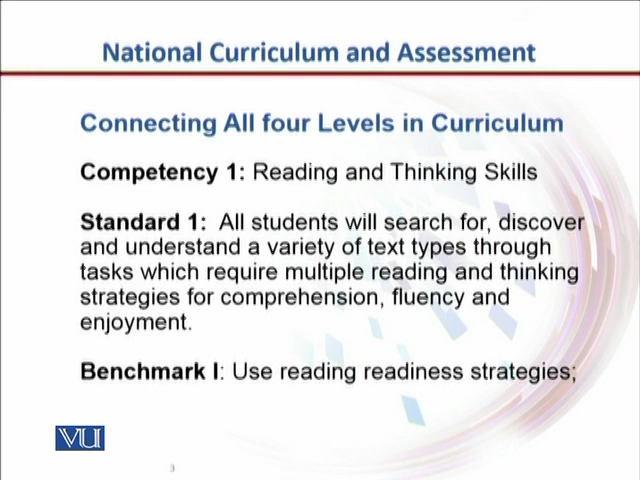 National Curriculum and Assessment
Connecting All four Levels in Curriculum
Competency 1: Reading and Thinking Skills
Standard 1:  All students will search for, discover
and understand a variety of text types through
tasks which require multiple reading and thinking
strategies for comprehension, fluency and
enjoyment.
Benchmark I: Use reading readiness strategies;
VU
3